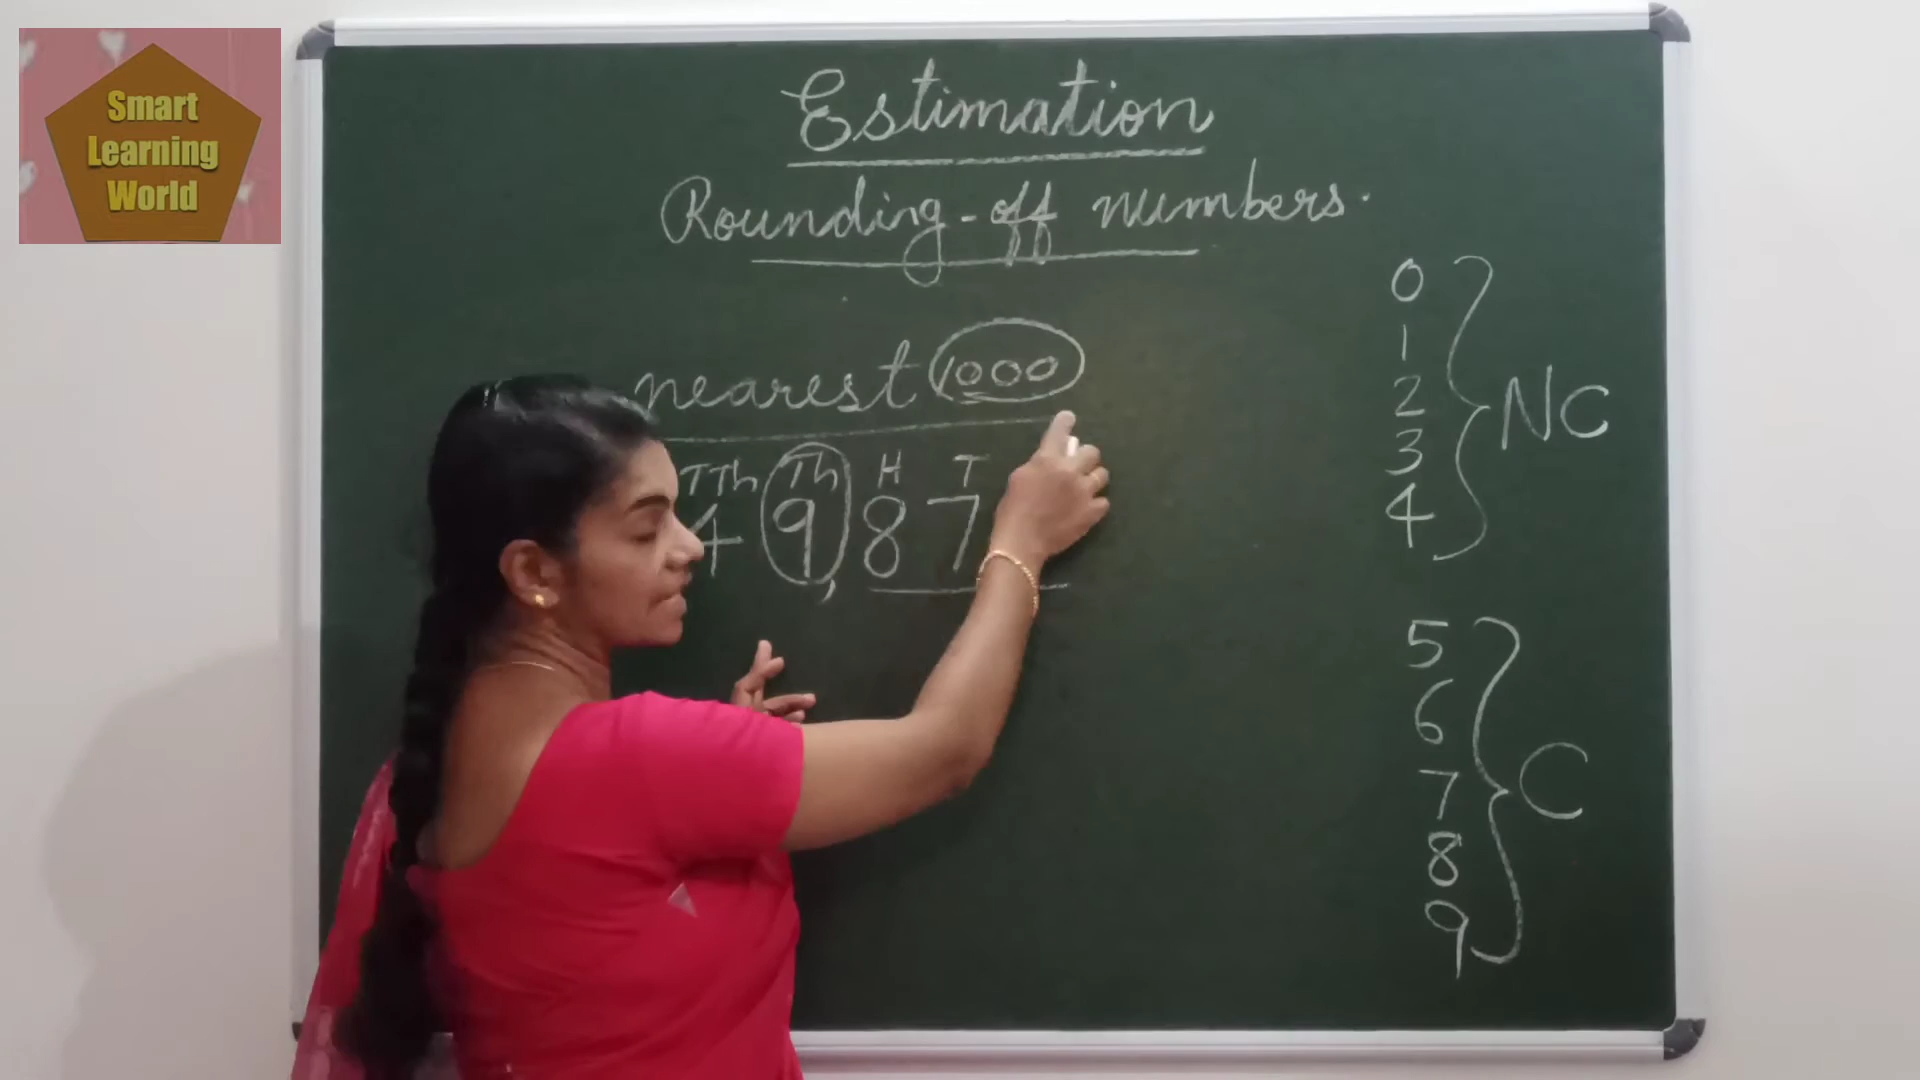 Smart
Learning
World
Estimation
Rounding-off numbers.
nearest 1000
TTh Th H T
4 9, 8 7
0
1
2
3
4
NC
5
6
7
8
9
C